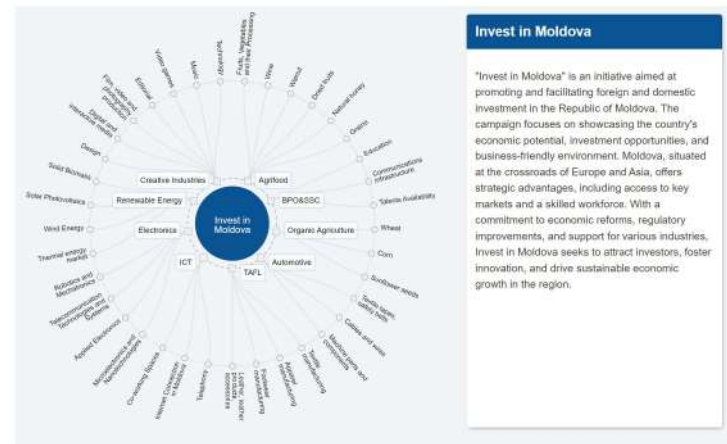 Invest in Moldova
"Invest in Moldova" is an initiative aimed at
promoting and facilitating foreign and domestic
investment in the Republic of Moldova. The
campaign focuses on showcasing the country's
economic potential, investment opportunities, and
business-friendly environment. Moldova, situated
at the crossroads of Europe and Asia, offers
strategic advantages, including access to key
markets and a skilled workforce. With a
commitment to economic reforms, regulatory
improvements, and support for various industries,
Invest in Moldova seeks to attract investors, foster
innovation, and drive sustainable economic
growth in the region.
Invest in
Moldova
Creative Industries
Agrifood
Renewable Energy
BPO&SSC
Electronics
Organic Agriculture
ICT
Automotive
TAFL
Technology
Fruits, Vegetables
and their Processing
Wine
Walnut
Dried fruits
Natural honey
Grains
Education
Communications
infrastructure
Talents Availability
Wheat
Corn
Sunflower seeds
Textile tapes,
safety belts
Cables and wires
Machine parts and
components
Textile
manufacturing
Apparel
manufacturing
Footwear
manufacturing
Leather, leather
products
accessories
Telephony
Internet Connection
in Moldova
Co-working Spaces
Microelectronics and
Nanotechnologies
Applied Electronics
Telecommunication
Technologies and
Systems
Robotics and
Mechatronics
Thermal energy
market
Wind Energy
Solar Photovoltaics
Solid Biomass
Design
Digital and
interactive media
Film, video and
photography
production
Editorial
Video games
Music